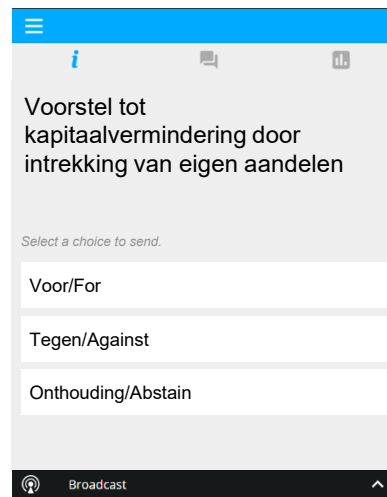 i
Voorstel tot
kapitaalvermindering door
intrekking van eigen aandelen
Select a choice to send.
Voor/For
Tegen/Against
Onthouding/Abstain
Broadcast